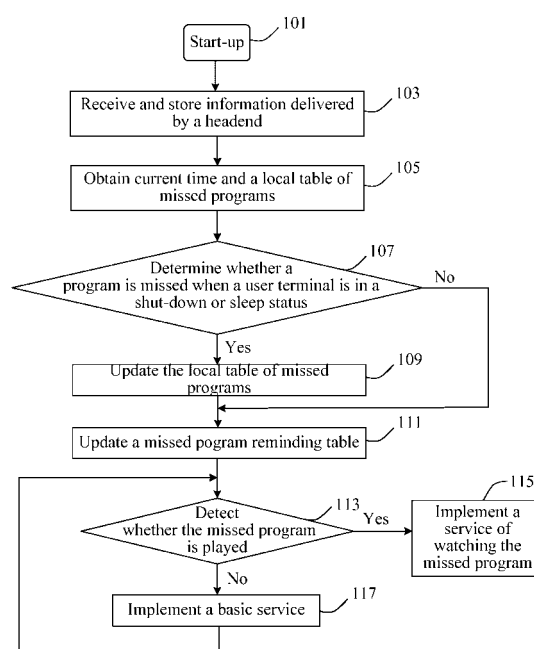 101
Start-up
103
Receive and store information delivered
by a headend
105
Obtain current time and a local table of
missed programs
107
Determine whether a
program is missed when a user terminal is in a
shut-down or sleep status
No
Yes
109
Update the local table of missed
programs
111
Update a missed pogram reminding table
113
Detect
whether the missed program
is played
Yes
115
Implement a
service of
watching the
missed program
No
117
Implement a basic service